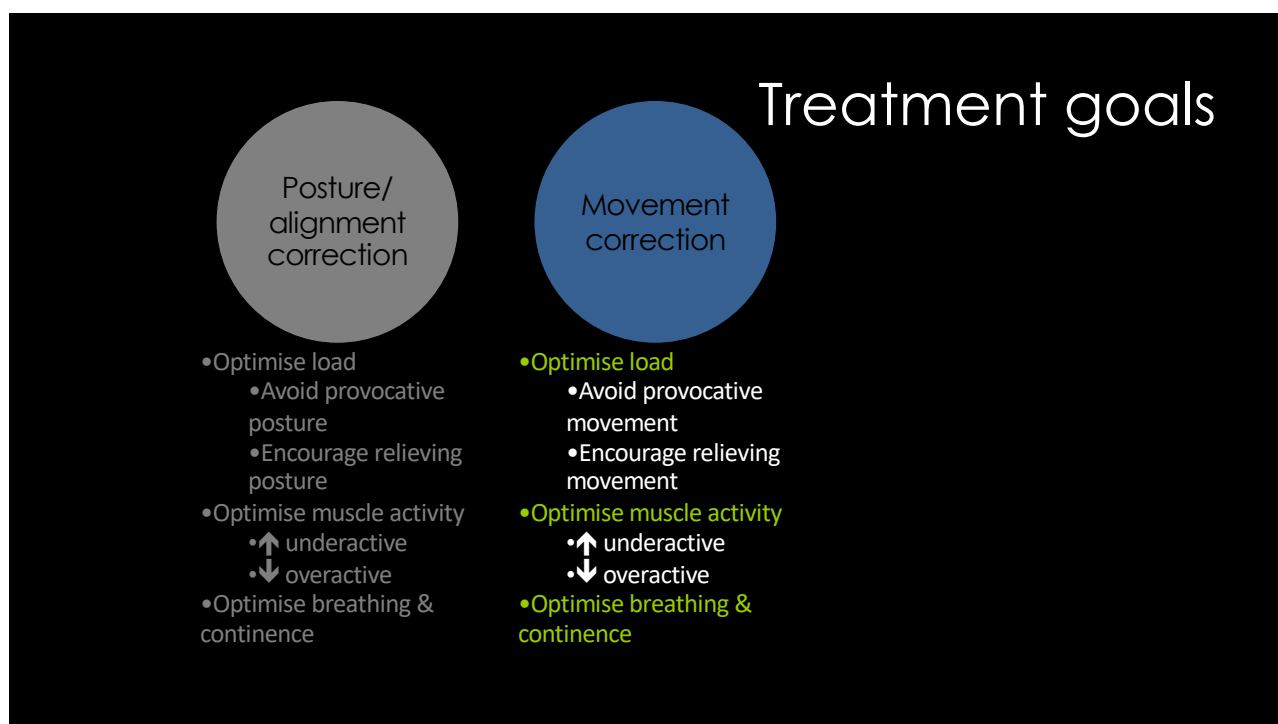 Treatment goals
Posture/
alignment
correction
•Optimise load
•Avoid provocative
posture
•Encourage relieving
posture
•Optimise muscle activity
•↑ underactive
•↓ overactive
•Optimise breathing &
continence
Movement
correction
•Optimise load
•Avoid provocative
movement
•Encourage relieving
movement
•Optimise muscle activity
•↑ underactive
•↓ overactive
•Optimise breathing &
continence